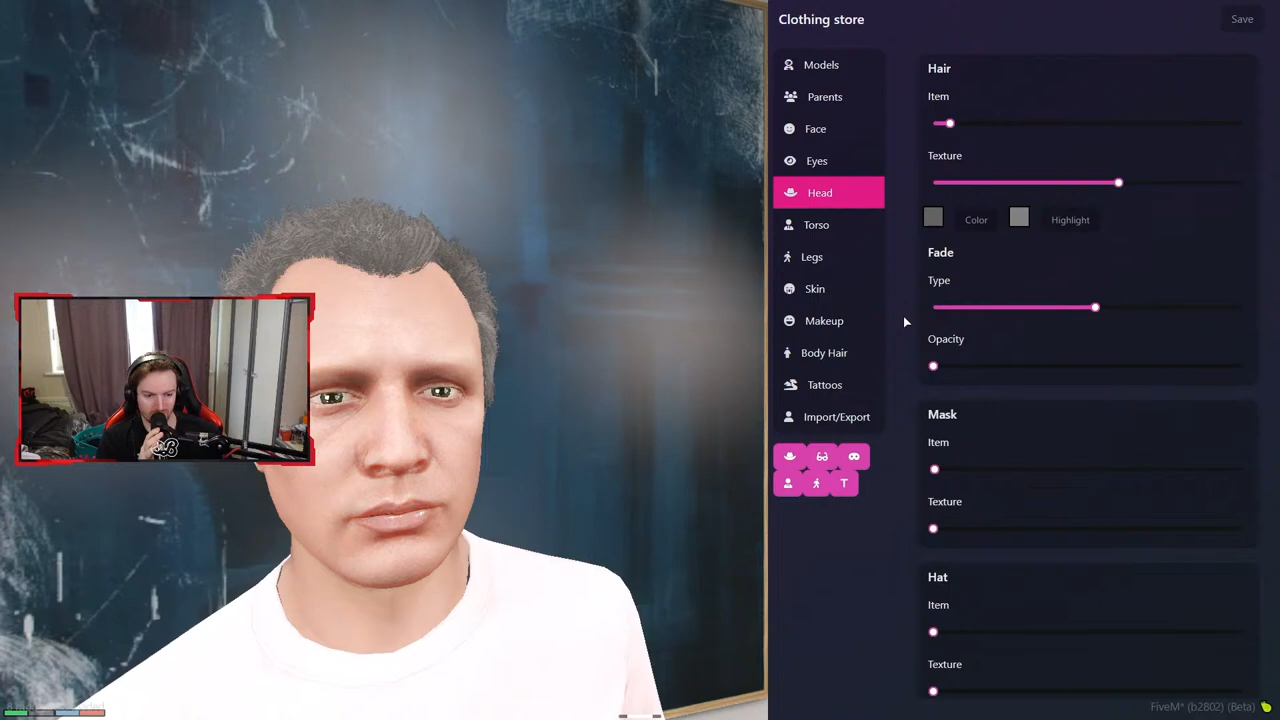 Clothing store
Save
Models
Parents
Face
Eyes
Head
Torso
Legs
Skin
Makeup
Body Hair
Tattoos
Import/Export
T
Hair
Item
Texture
Color
Highlight
Fade
Type
Opacity
Mask
Item
Texture
Hat
Item
Texture
FiveM* (b2802) (Beta)